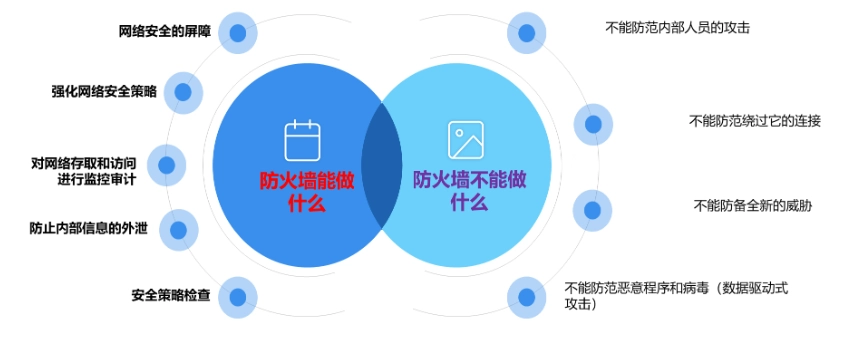 网络安全的屏障
强化网络安全策略
对网络存取和访问
进行监控审计
防止内部信息的外泄
安全策略检查
防火墙能做
什么
防火墙不能做
什么
不能防范内部人员的攻击
不能防范绕过它的连接
不能防备全新的威胁
不能防范恶意程序和病毒（数据驱动式
攻击）